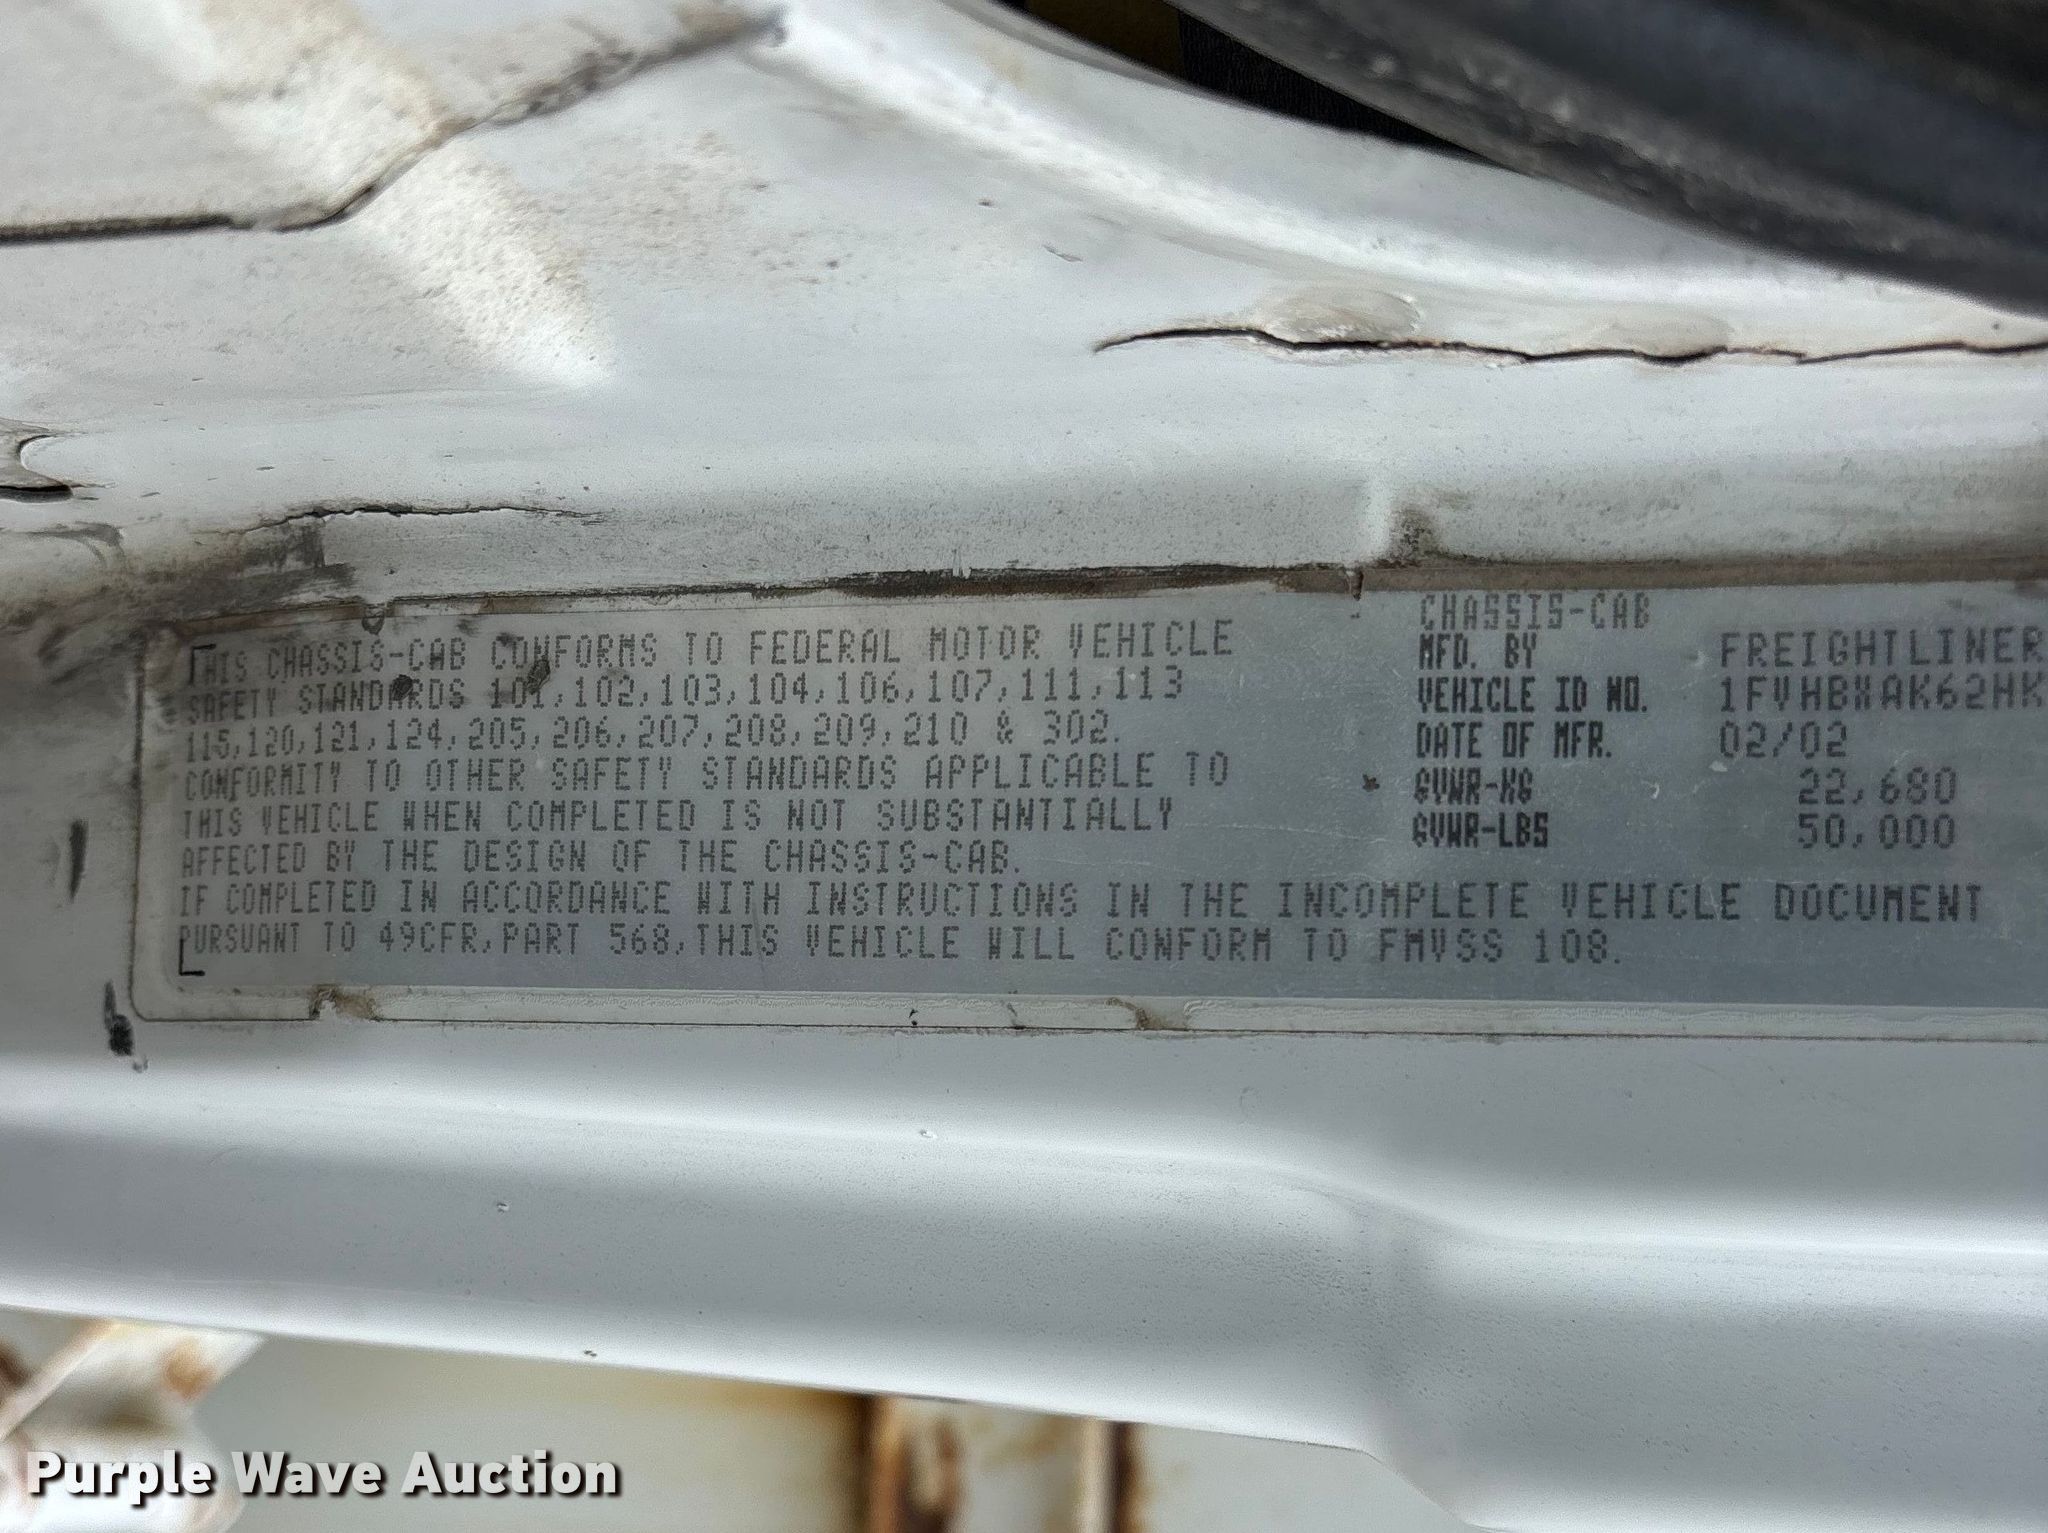 THIS CHASSIS-CAB CONFORMS TO FEDERAL MOTOR VEHICLE
SAFETY STANDARDS 101,102,103,104,106,107,111,113
115,120,121,124,205,206,207,208,209,210 & 302.
CONFORMITY TO OTHER SAFETY STANDARDS APPLICABLE TO
THIS VEHICLE WHEN COMPLETED IS NOT SUBSTANTIALLY
AFFECTED BY THE DESIGN OF THE CHASSIS-CAB.
IF COMPLETED IN ACCORDANCE WITH INSTRUCTIONS IN THE INCOMPLETE VEHICLE DOCUMENT
PURSUANT TO 49CFR,PART 568,THIS VEHICLE WILL CONFORM TO FMVSS 108.
CHASSIS-CAB
MFD. BY FREIGHTLINER
VEHICLE ID NO. 1FVHBXAK62HK
DATE OF MFR. 02/02
GVWR-KG 22,680
GVWR-LBS 50,000
Purple Wave Auction